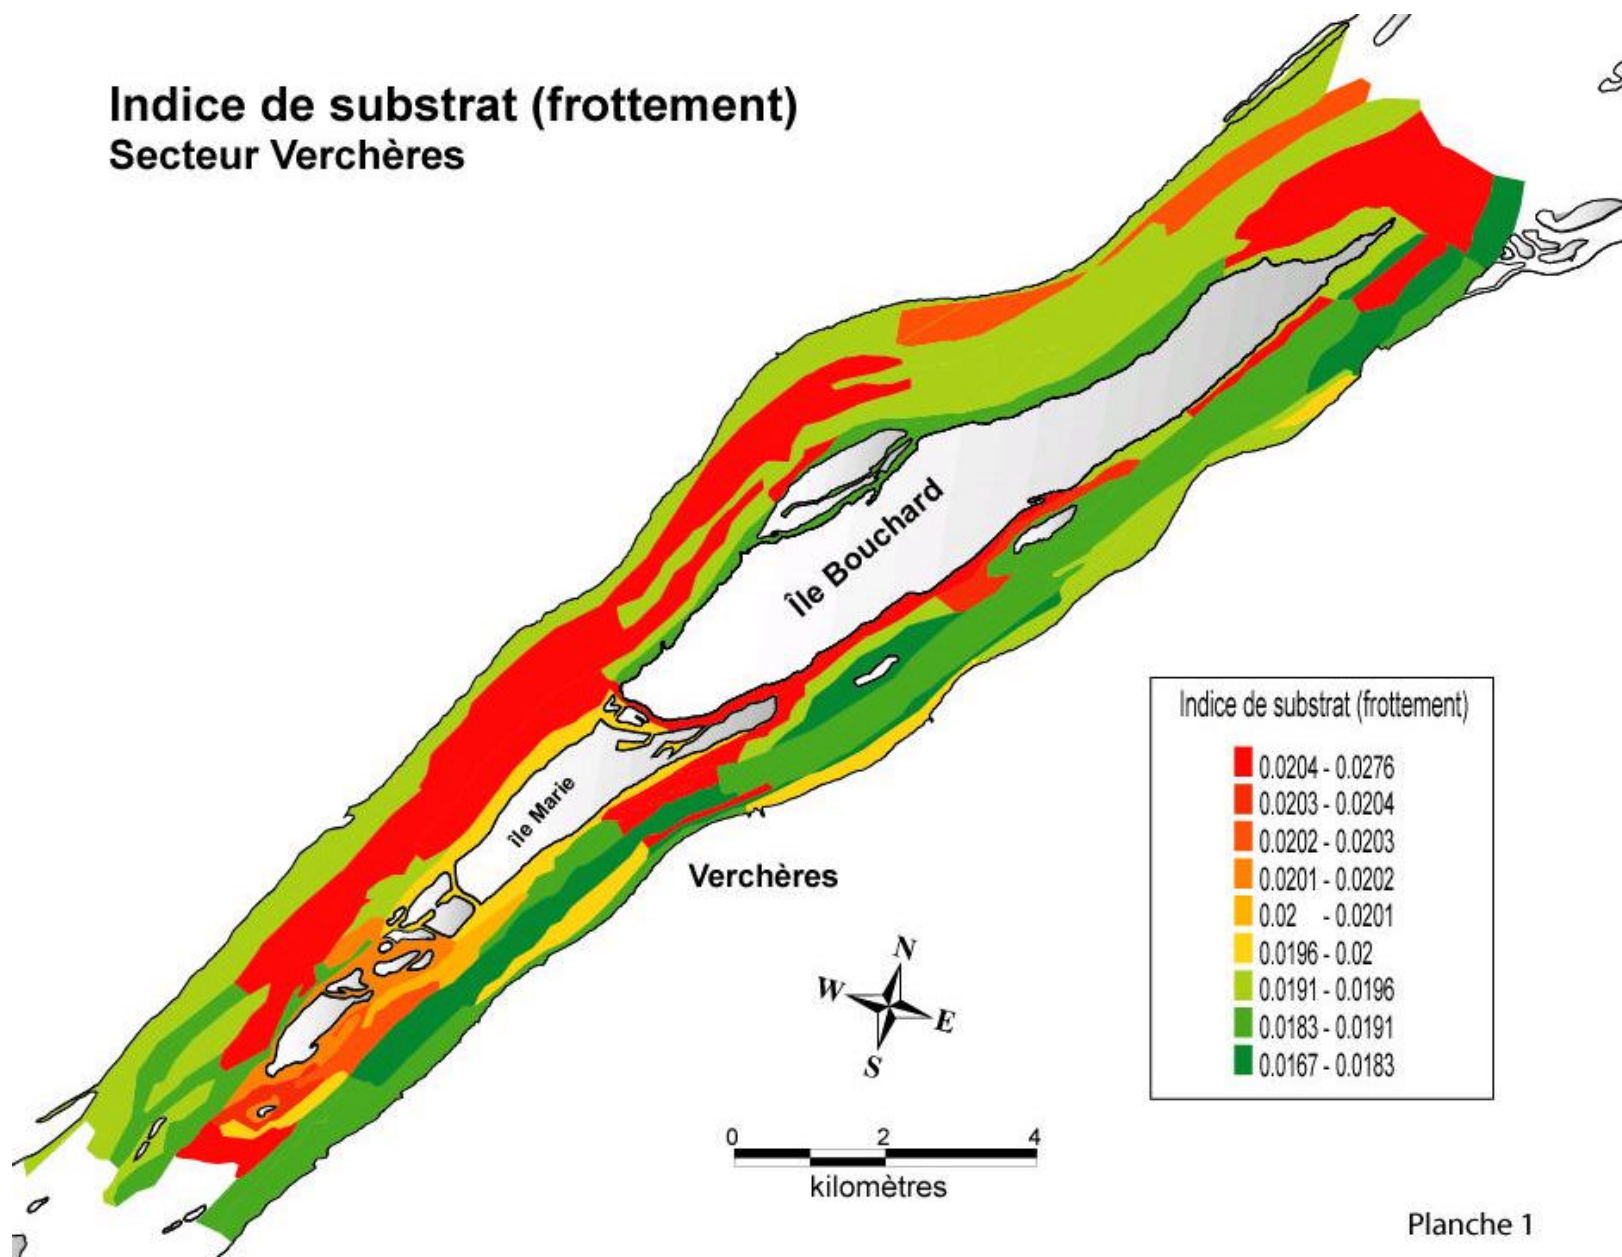 Indice de substrat (frottement)
Secteur Verchères
Île Bouchard
île Marie
Verchères
N
W
E
S
0 2 4
kilomètres
Indice de substrat (frottement)
0.0204 - 0.0276
0.0203 - 0.0204
0.0202 - 0.0203
0.0201 - 0.0202
0.02 - 0.0201
0.0196 - 0.02
0.0191 - 0.0196
0.0183 - 0.0191
0.0167 - 0.0183
Planche 1